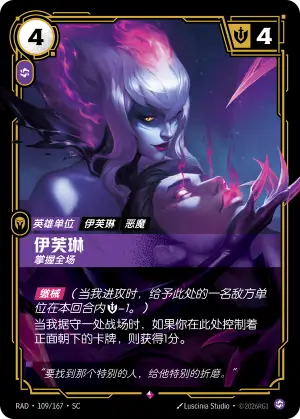 4
4
英雄单位 伊芙琳 恶魔
伊芙琳
掌握全场
缴械 （当我进攻时，给予此处的一名敌方单
位在本回合内-1。）
当我据守一处战场时，如果你在此处控制着
正面朝下的卡牌，则获得1分。
“要找到那个特别的人，给他特别的折磨。”
RAD · 109/167 · SC
Luscinia Studio · ©2026RG1